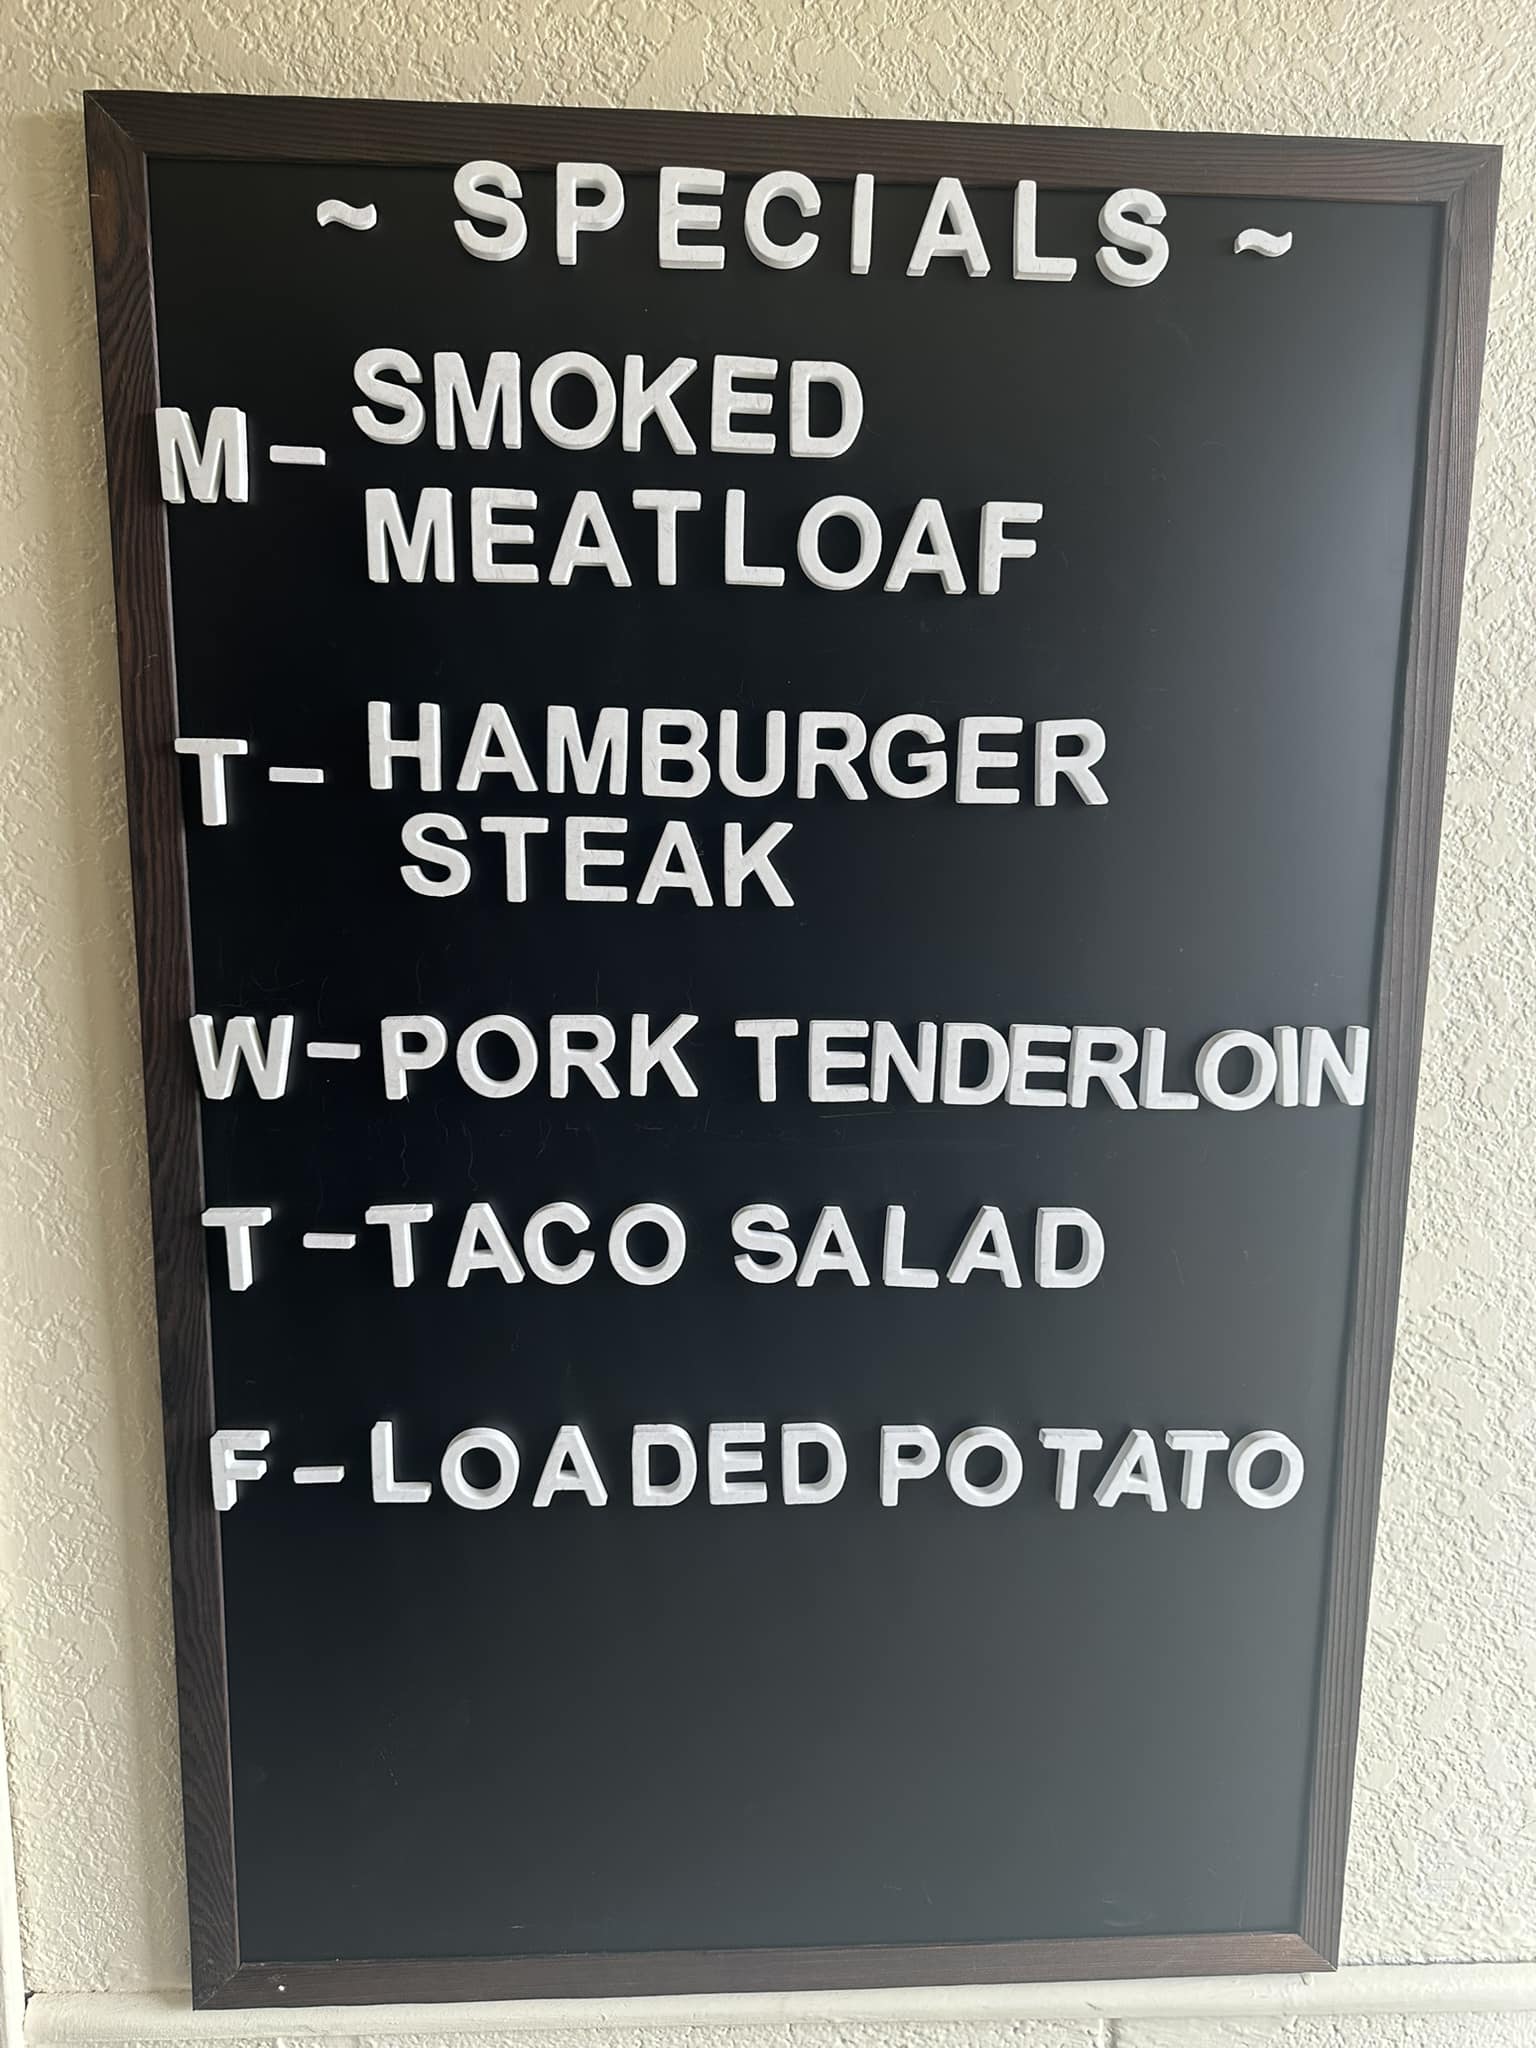 ~ SPECIALS ~
M- SMOKED
MEATLOAF
T- HAMBURGER
STEAK
W-PORK TENDERLOIN
T-TACO SALAD
F-LOADED POTATO